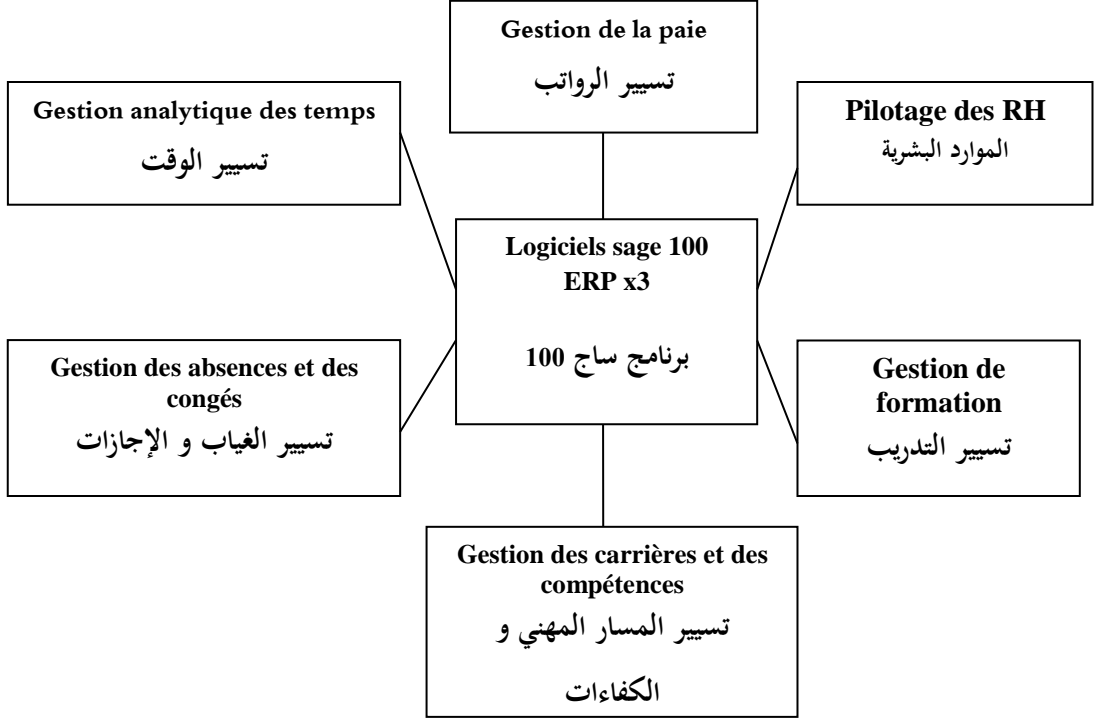 Gestion de la paie
تسيير الرواتب
Gestion analytique des temps
تسيير الوقت
Pilotage des RH
الموارد البشرية
Logiciels sage 100
ERP x3
برنامج ساج 100
Gestion des absences et des
congés
تسيير الغياب و الإجازات
Gestion de
formation
تسيير التدريب
Gestion des carrières et des
compétences
تسيير المسار المهني و
الكفاءات